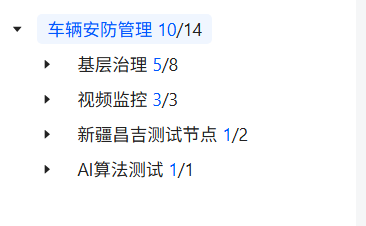 车辆安防管理 10/14
基层治理 5/8
视频监控 3/3
新疆昌吉测试节点 1/2
AI算法测试 1/1